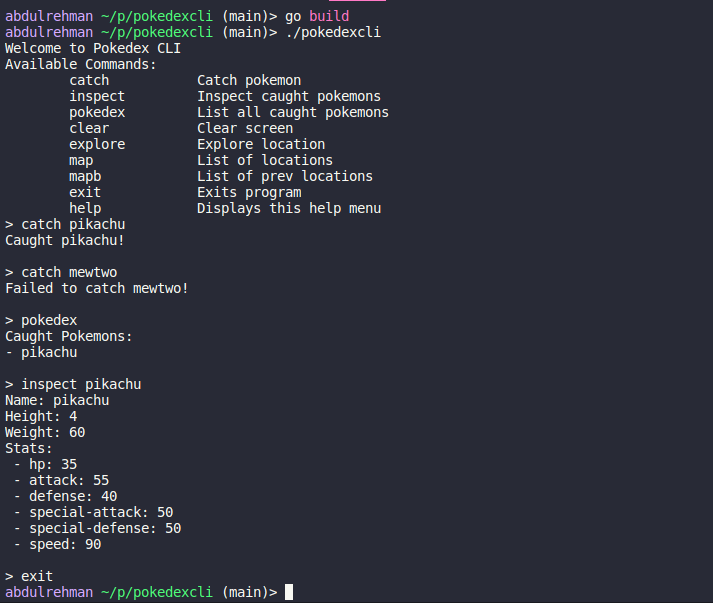 abdulrehman ~/p/pokedexcli (main)> go build
abdulrehman ~/p/pokedexcli (main)> ./pokedexcli
Welcome to Pokedex CLI
Available Commands:
        catch           Catch pokemon
        inspect         Inspect caught pokemons
        pokedex         List all caught pokemons
        clear           Clear screen
        explore         Explore location
        map             List of locations
        mapb            List of prev locations
        exit            Exits program
        help            Displays this help menu
> catch pikachu
Caught pikachu!

> catch mewtwo
Failed to catch mewtwo!

> pokedex
Caught Pokemons:
- pikachu

> inspect pikachu
Name: pikachu
Height: 4
Weight: 60
Stats:
 - hp: 35
 - attack: 55
 - defense: 40
 - special-attack: 50
 - special-defense: 50
 - speed: 90

> exit
abdulrehman ~/p/pokedexcli (main)>